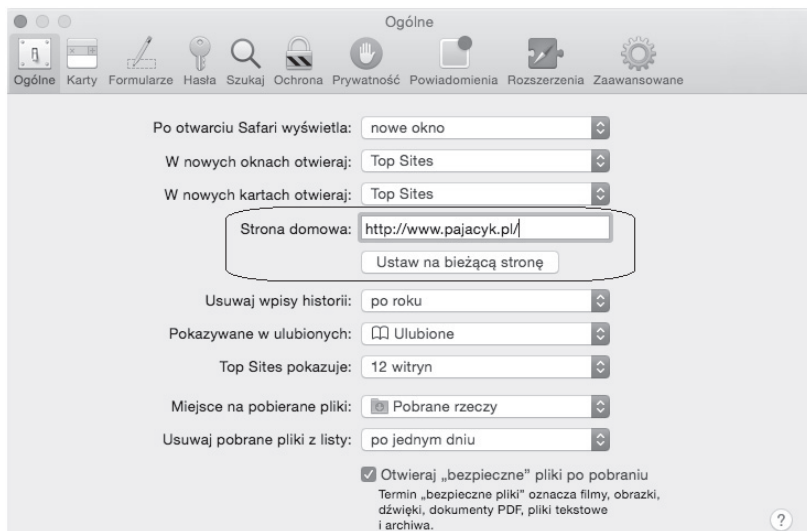 Ogólne
Ogólne Karty Formularze Hasła Szukaj Ochrona Prywatność Powiadomienia Rozszerzenia Zaawansowane
Po otwarciu Safari wyświetla: nowe okno
W nowych oknach otwieraj: Top Sites
W nowych kartach otwieraj: Top Sites
Strona domowa: http://www.pajacyk.pl/
Ustaw na bieżącą stronę
Usuwaj wpisy historii: po roku
Pokazywane w ulubionych: Ulubione
Top Sites pokazuje: 12 witryn
Miejsce na pobierane pliki: Pobrane rzeczy
Usuwaj pobrane pliki z listy: po jednym dniu
Otwieraj „bezpieczne” pliki po pobraniu
Termin „bezpieczne pliki” oznacza filmy, obrazki,
dźwięki, dokumenty PDF, pliki tekstowe
i archiwa.
?